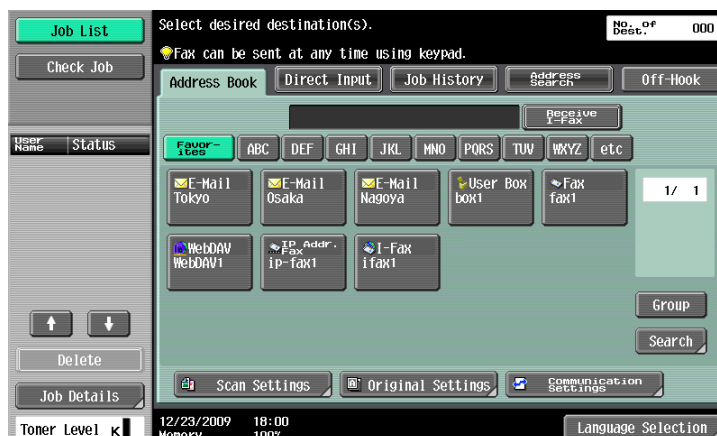 Job List
Check Job
User Name Status
Delete
Job Details
Toner Level K
Select desired destination(s).
No. of Dest. 000
Fax can be sent at any time using keypad.
Address Book Direct Input Job History Address Search Off-Hook
Receive I-Fax
Favor-ites ABC DEF GHI JKL MNO PQRS TUV WXYZ etc
E-Mail Tokyo
E-Mail Osaka
E-Mail Nagoya
User Box box1
Fax fax1
1/ 1
WebDAV WebDAV1
IP Addr. Fax ip-fax1
I-Fax ifax1
Group
Search
Scan Settings Original Settings Communication Settings
12/23/2009 18:00
Memory 100%
Language Selection